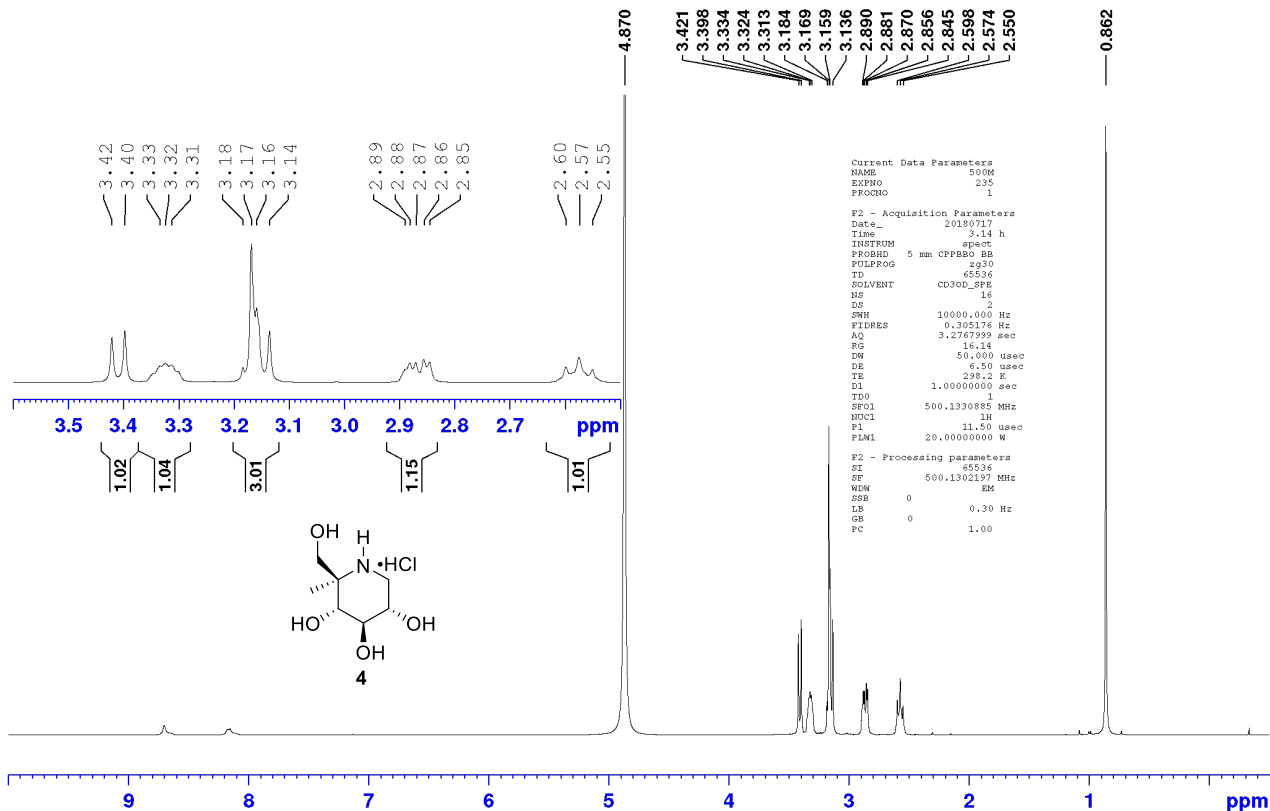 4.870
3.421
3.398
3.334
3.324
3.313
3.184
3.169
3.159
3.136
2.890
2.881
2.870
2.856
2.845
2.598
2.574
2.550
0.862
3.42
3.40
3.33
3.32
3.31
3.18
3.17
3.16
3.14
2.89
2.88
2.87
2.86
2.85
2.60
2.57
2.55
3.5 3.4 3.3 3.2 3.1 3.0 2.9 2.8 2.7 ppm
1.02
1.04
3.01
1.15
1.01
Current Data Parameters
NAME 500M
EXPNO 235
PROCNO 1
F2 - Acquisition Parameters
Date_ 20180717
Time 3.14 h
INSTRUM spect
PROBHD 5 mm CPPBBO BB
PULPROG zg30
TD 65536
SOLVENT CD3OD_SPE
NS 16
DS 2
SWH 10000.000 Hz
FIDRES 0.305176 Hz
AQ 3.2767999 sec
RG 16.14
DW 50.000 usec
DE 6.50 usec
TE 298.2 K
D1 1.00000000 sec
TD0 1
SFO1 500.1330885 MHz
NUC1 1H
P1 11.50 usec
PLW1 20.00000000 W
F2 - Processing parameters
SI 65536
SF 500.1302197 MHz
WDW EM
SSB 0
LB 0.30 Hz
GB 0
PC 1.00
OH
H
N •HCl
HO
OH
OH
4
9 8 7 6 5 4 3 2 1 ppm